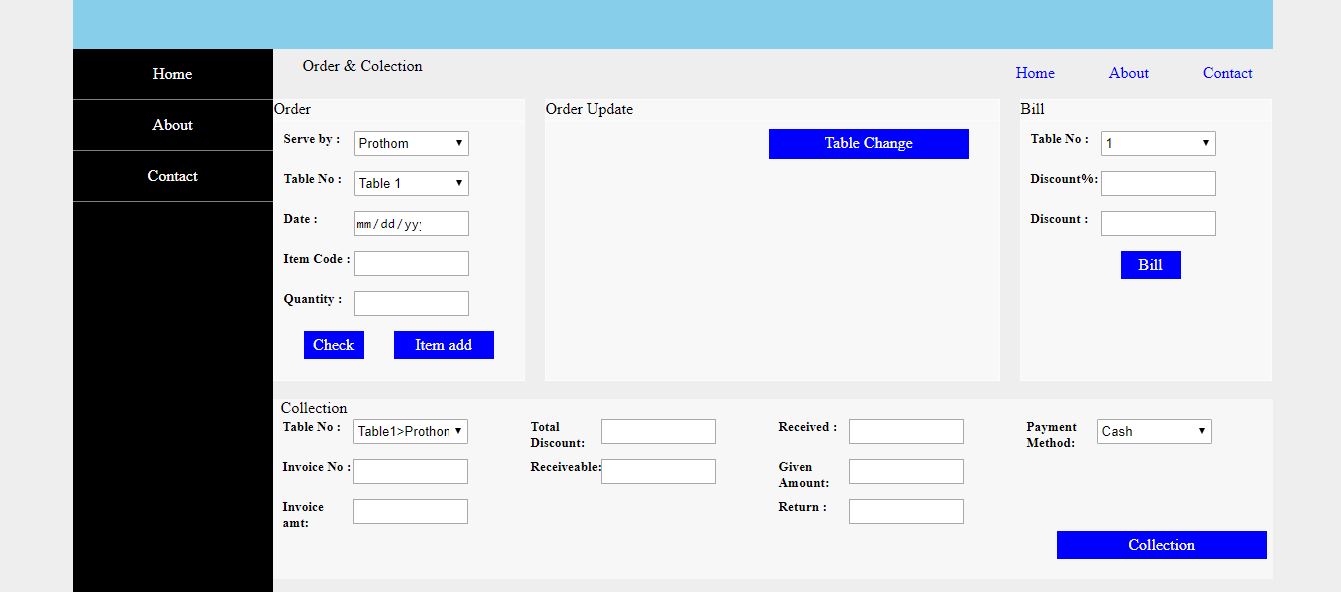 Home
About
Contact
Order & Colection
Home About Contact
Order
Serve by : Prothom
Table No : Table 1
Date : mm/dd/yyy
Item Code :
Quantity :
Check Item add
Order Update
Table Change
Bill
Table No : 1
Discount%:
Discount :
Bill
Collection
Table No : Table1>Prothom
Invoice No :
Invoice
amt:
Total
Discount:
Receiveable:
Received :
Given
Amount:
Return :
Payment
Method: Cash
Collection